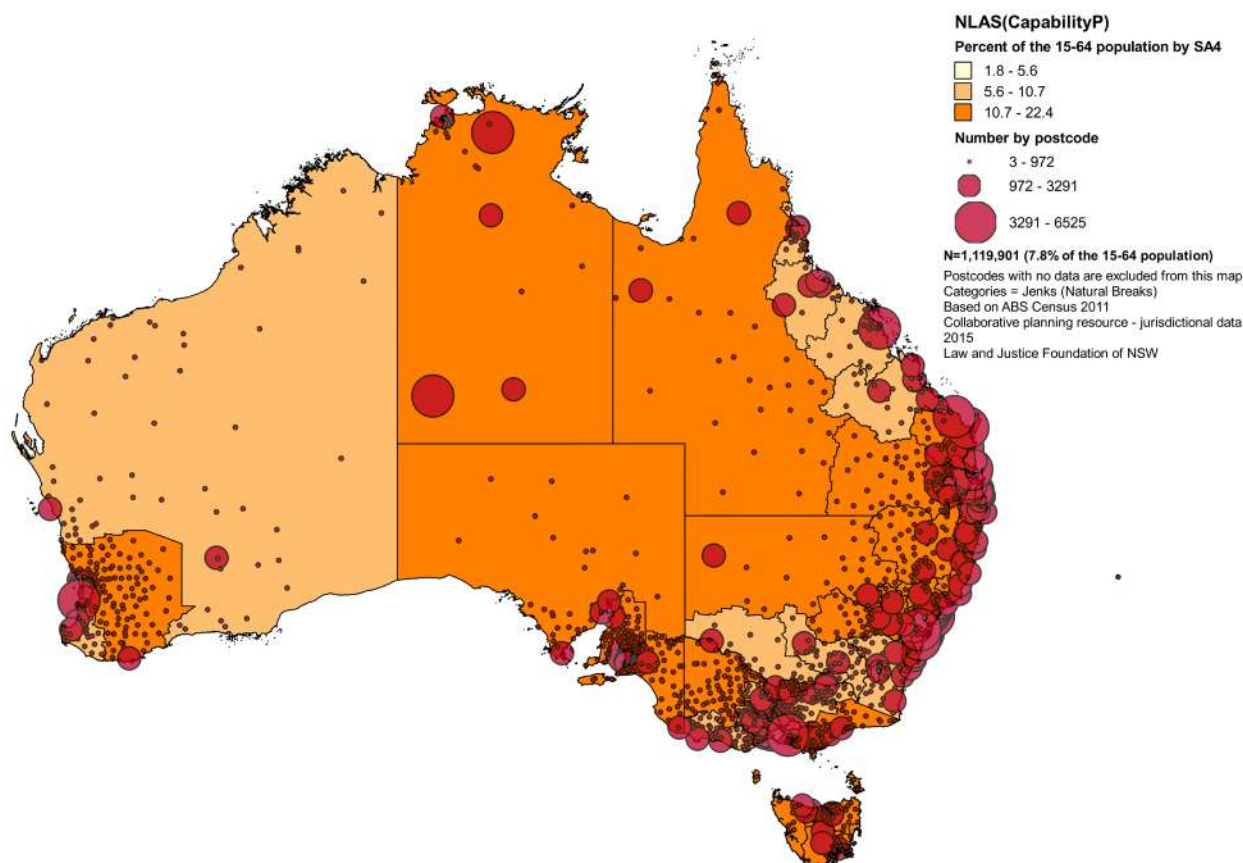 NLAS(CapabilityP)
Percent of the 15-64 population by SA4
1.8 - 5.6
5.6 - 10.7
10.7 - 22.4
Number by postcode
3 - 972
972 - 3291
3291 - 6525
N=1,119,901 (7.8% of the 15-64 population)
Postcodes with no data are excluded from this map
Categories = Jenks (Natural Breaks)
Based on ABS Census 2011
Collaborative planning resource - jurisdictional data
2015
Law and Justice Foundation of NSW